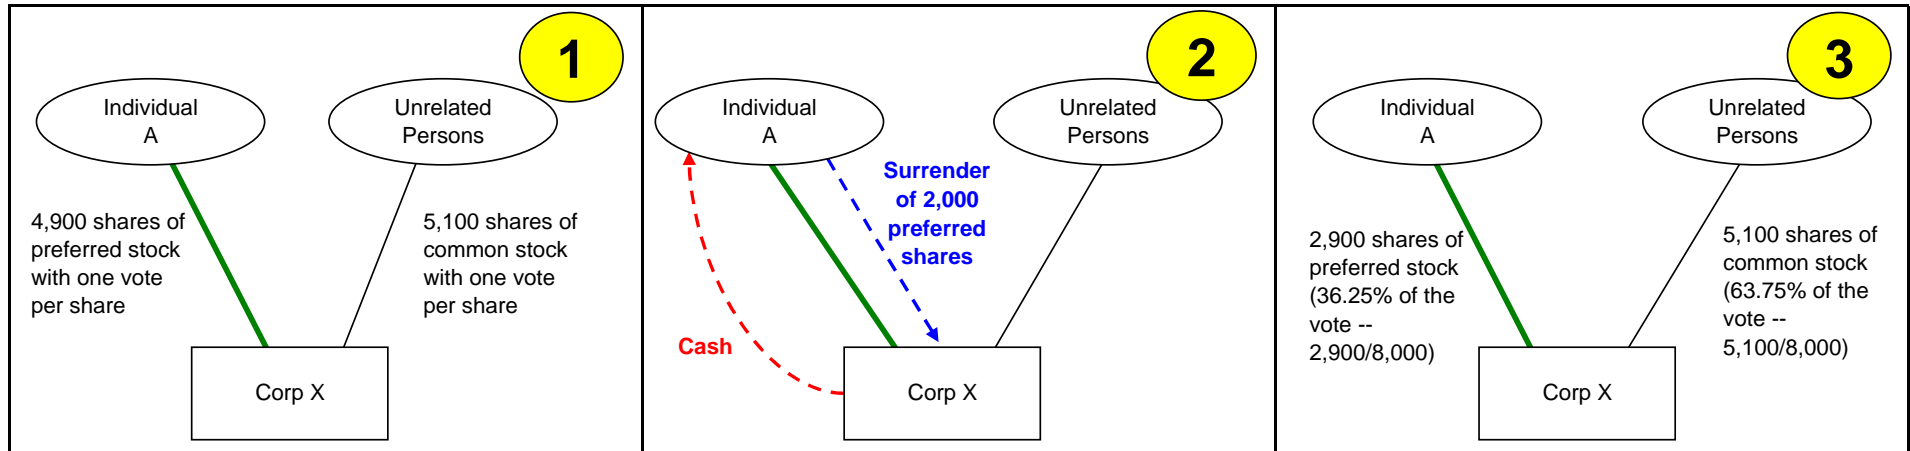 1
Individual
A
Unrelated
Persons
4,900 shares of
preferred stock
with one vote
per share
5,100 shares of
common stock
with one vote
per share
Corp X
2
Individual
A
Unrelated
Persons
Surrender
of 2,000
preferred
shares
Cash
Corp X
3
Individual
A
Unrelated
Persons
2,900 shares of
preferred stock
(36.25% of the
vote --
2,900/8,000)
5,100 shares of
common stock
(63.75% of the
vote --
5,100/8,000)
Corp X